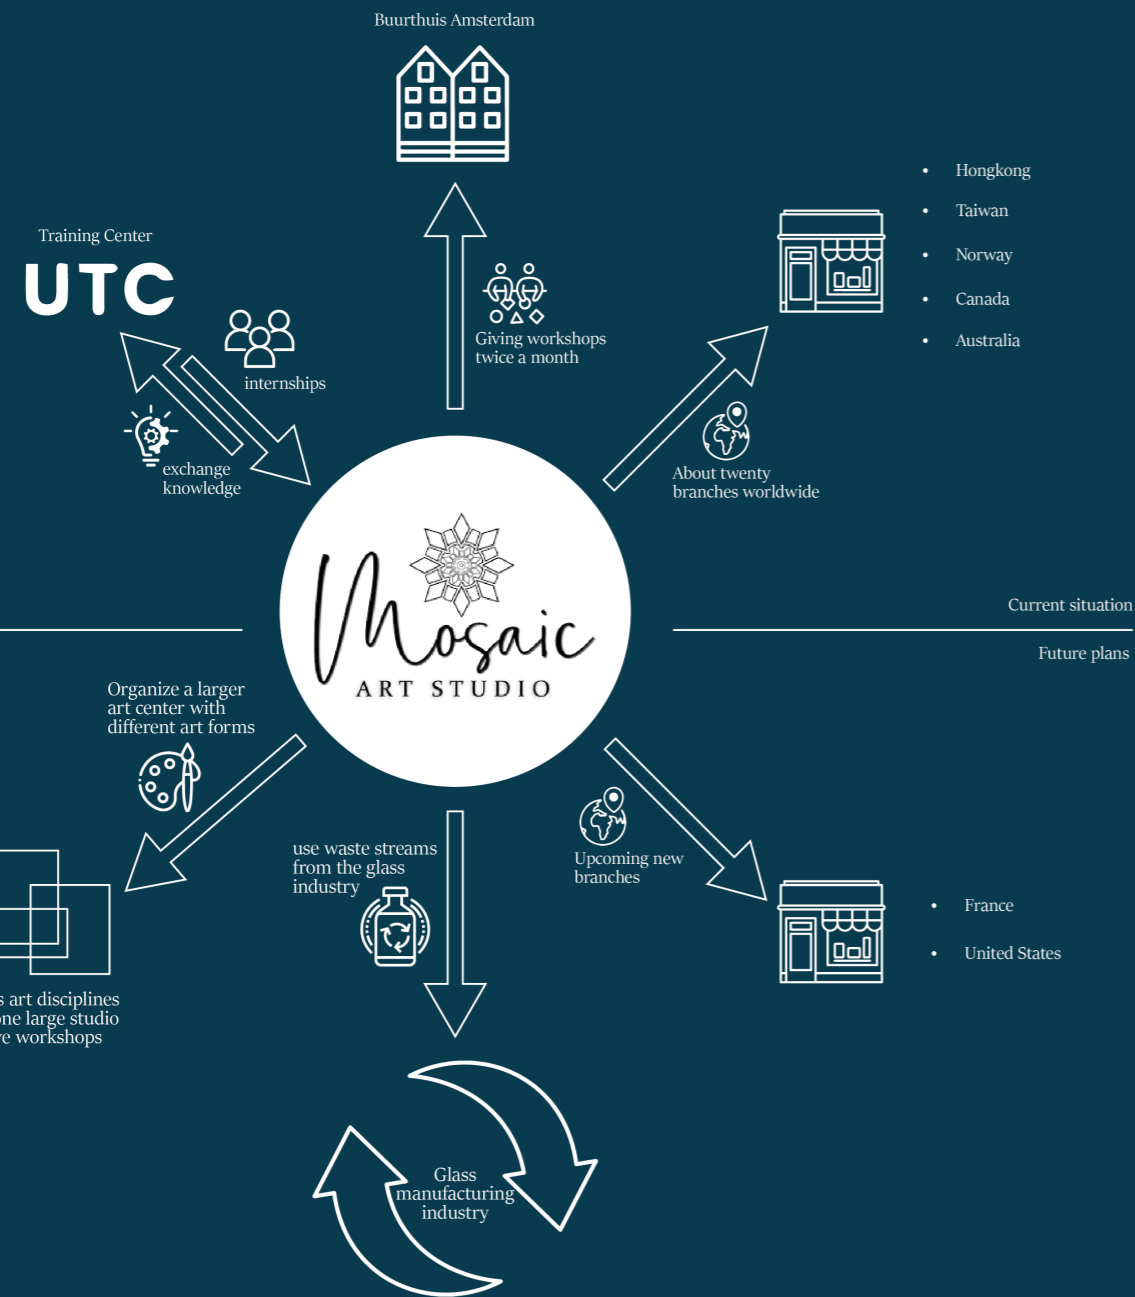 Buurthuis Amsterdam
Training Center
UTC
internships
exchange
knowledge
Giving workshops
twice a month
About twenty
branches worldwide
• Hongkong
• Taiwan
• Norway
• Canada
• Australia
Mosaic
ART STUDIO
Current situation
Future plans
Organize a larger
art center with
different art forms
art disciplines
one large studio
workshops
use waste streams
from the glass
industry
Upcoming new
branches
• France
• United States
Glass
manufacturing
industry